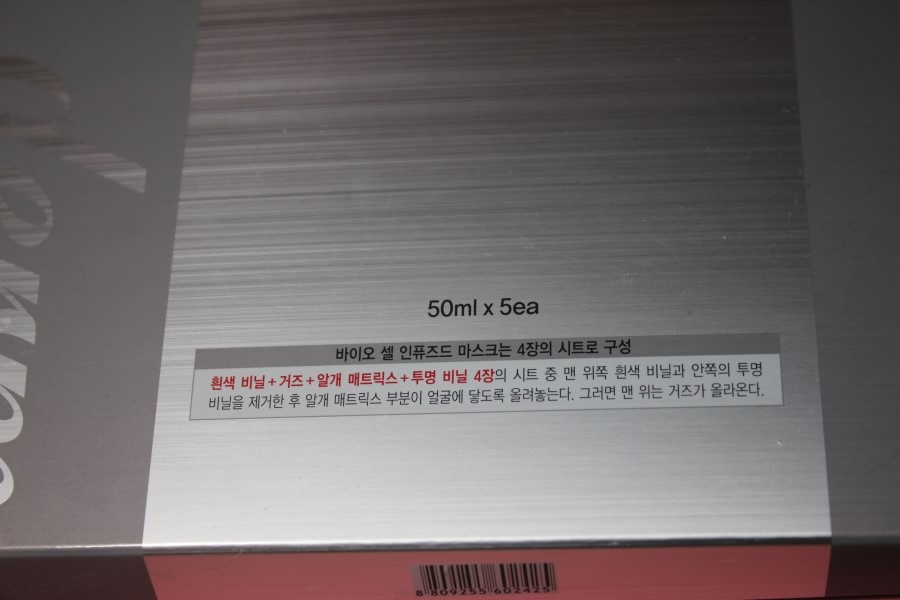 50ml x 5ea
바이오 셀 인퓨즈드 마스크는 4장의 시트로 구성
흰색 비닐+거즈+알개 매트릭스+투명 비닐 4장의 시트 중 맨 위쪽 흰색 비닐과 안쪽의 투명
비닐을 제거한 후 알개 매트릭스 부분이 얼굴에 닿도록 올려놓는다. 그러면 맨 위는 거즈가 올라온다.
8 809255 602425